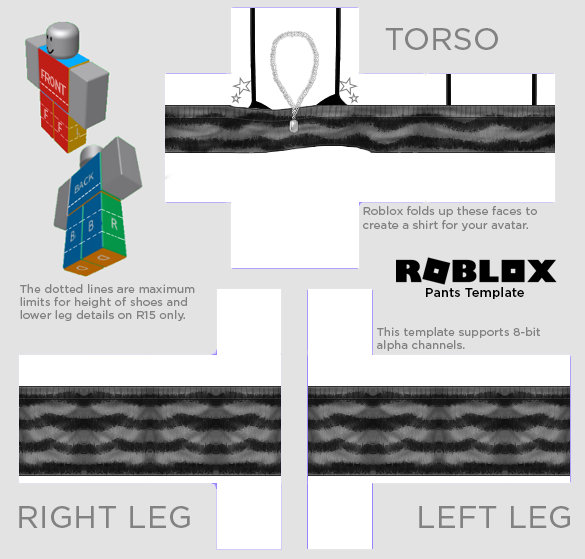 TORSO
FRONT
F F L
BACK
B B R
Roblox folds up these faces to
create a shirt for your avatar.
ROBLOX
Pants Template
The dotted lines are maximum
limits for height of shoes and
lower leg details on R15 only.
This template supports 8-bit
alpha channels.
RIGHT LEG
LEFT LEG